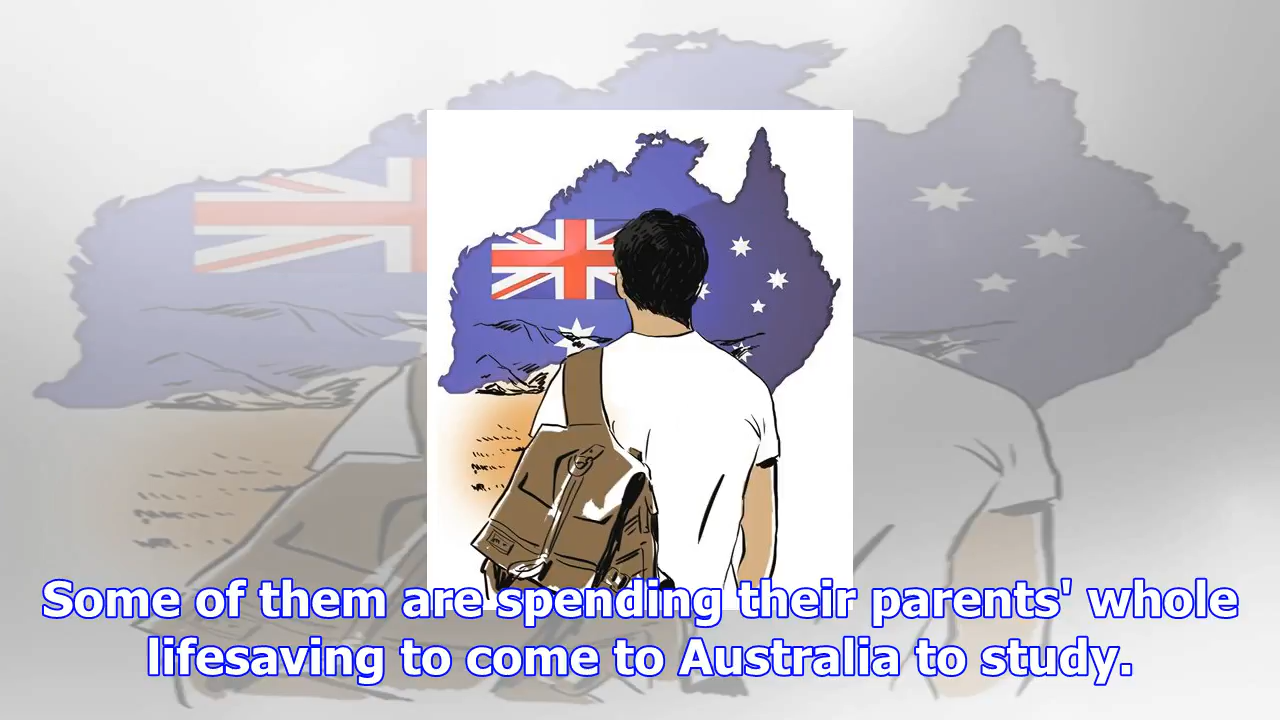 Some of them are spending their parents' whole
lifesaving to come to Australia to study.